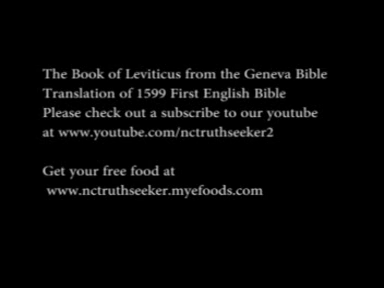 The Book of Leviticus from the Geneva Bible
Translation of 1599 First English Bible
Please check out a subscribe to our youtube
at www.youtube.com/nctruthseeker2
Get your free food at
www.nctruthseeker.myefoods.com